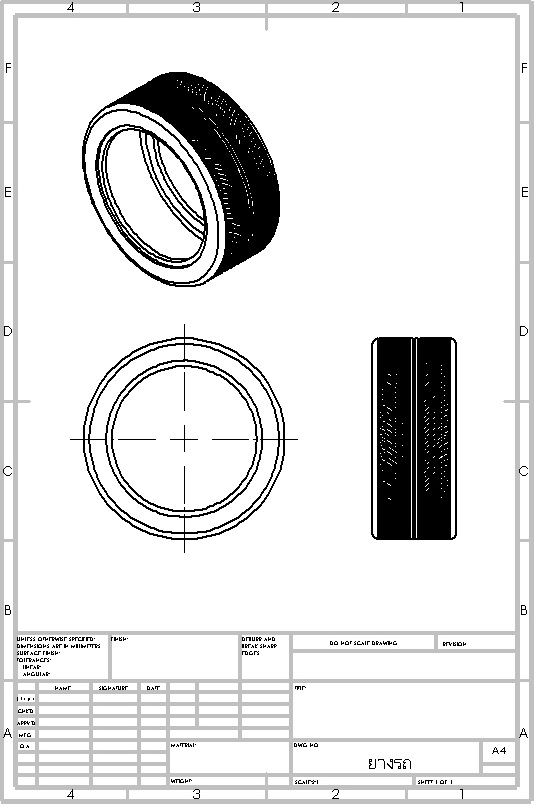 4 3 2 1
F F
E E
D D
C C
B B
A A
UNLESS OTHERWISE SPECIFIED:
DIMENSIONS ARE IN MILLIMETERS
SURFACE FINISH:
TOLERANCES:
LINEAR:
ANGULAR:
FINISH:
DEBURR AND
BREAK SHARP
EDGES
DO NOT SCALE DRAWING
REVISION
NAME SIGNATURE DATE
TITLE:
CHK'D
APPV'D
MFG
Q.A
MATERIAL:
DWG NO.
ยางรถ
A4
WEIGHT:
SCALE:1:1
SHEET 1 OF 1
4 3 2 1